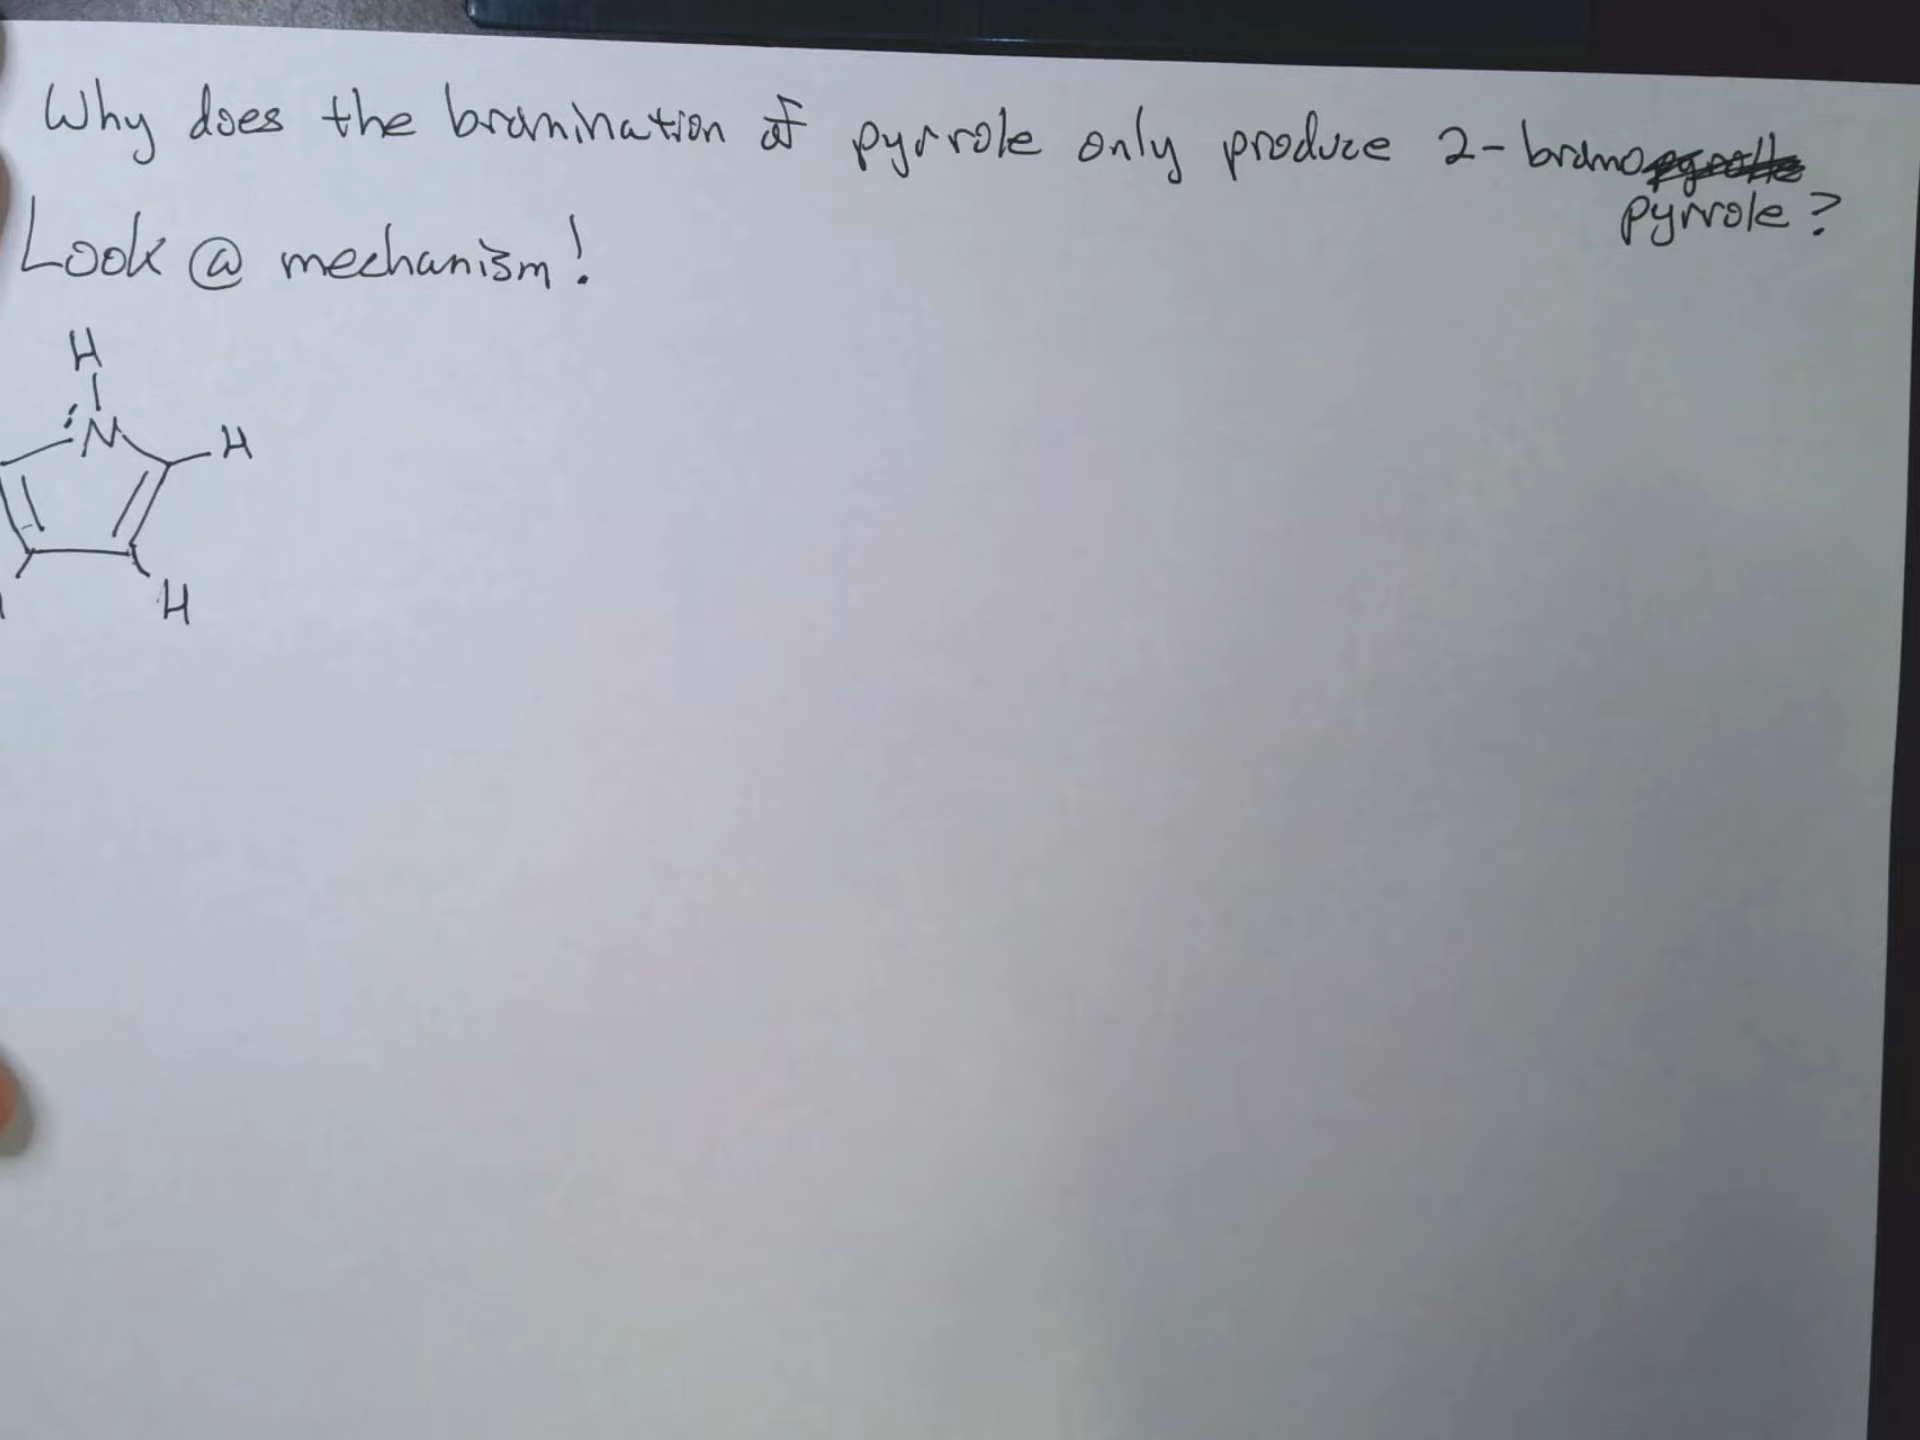 Why does the bromination of pyrrole only produce 2-bromo
pyrrole?
Look @ mechanism!
H
:N
H
H